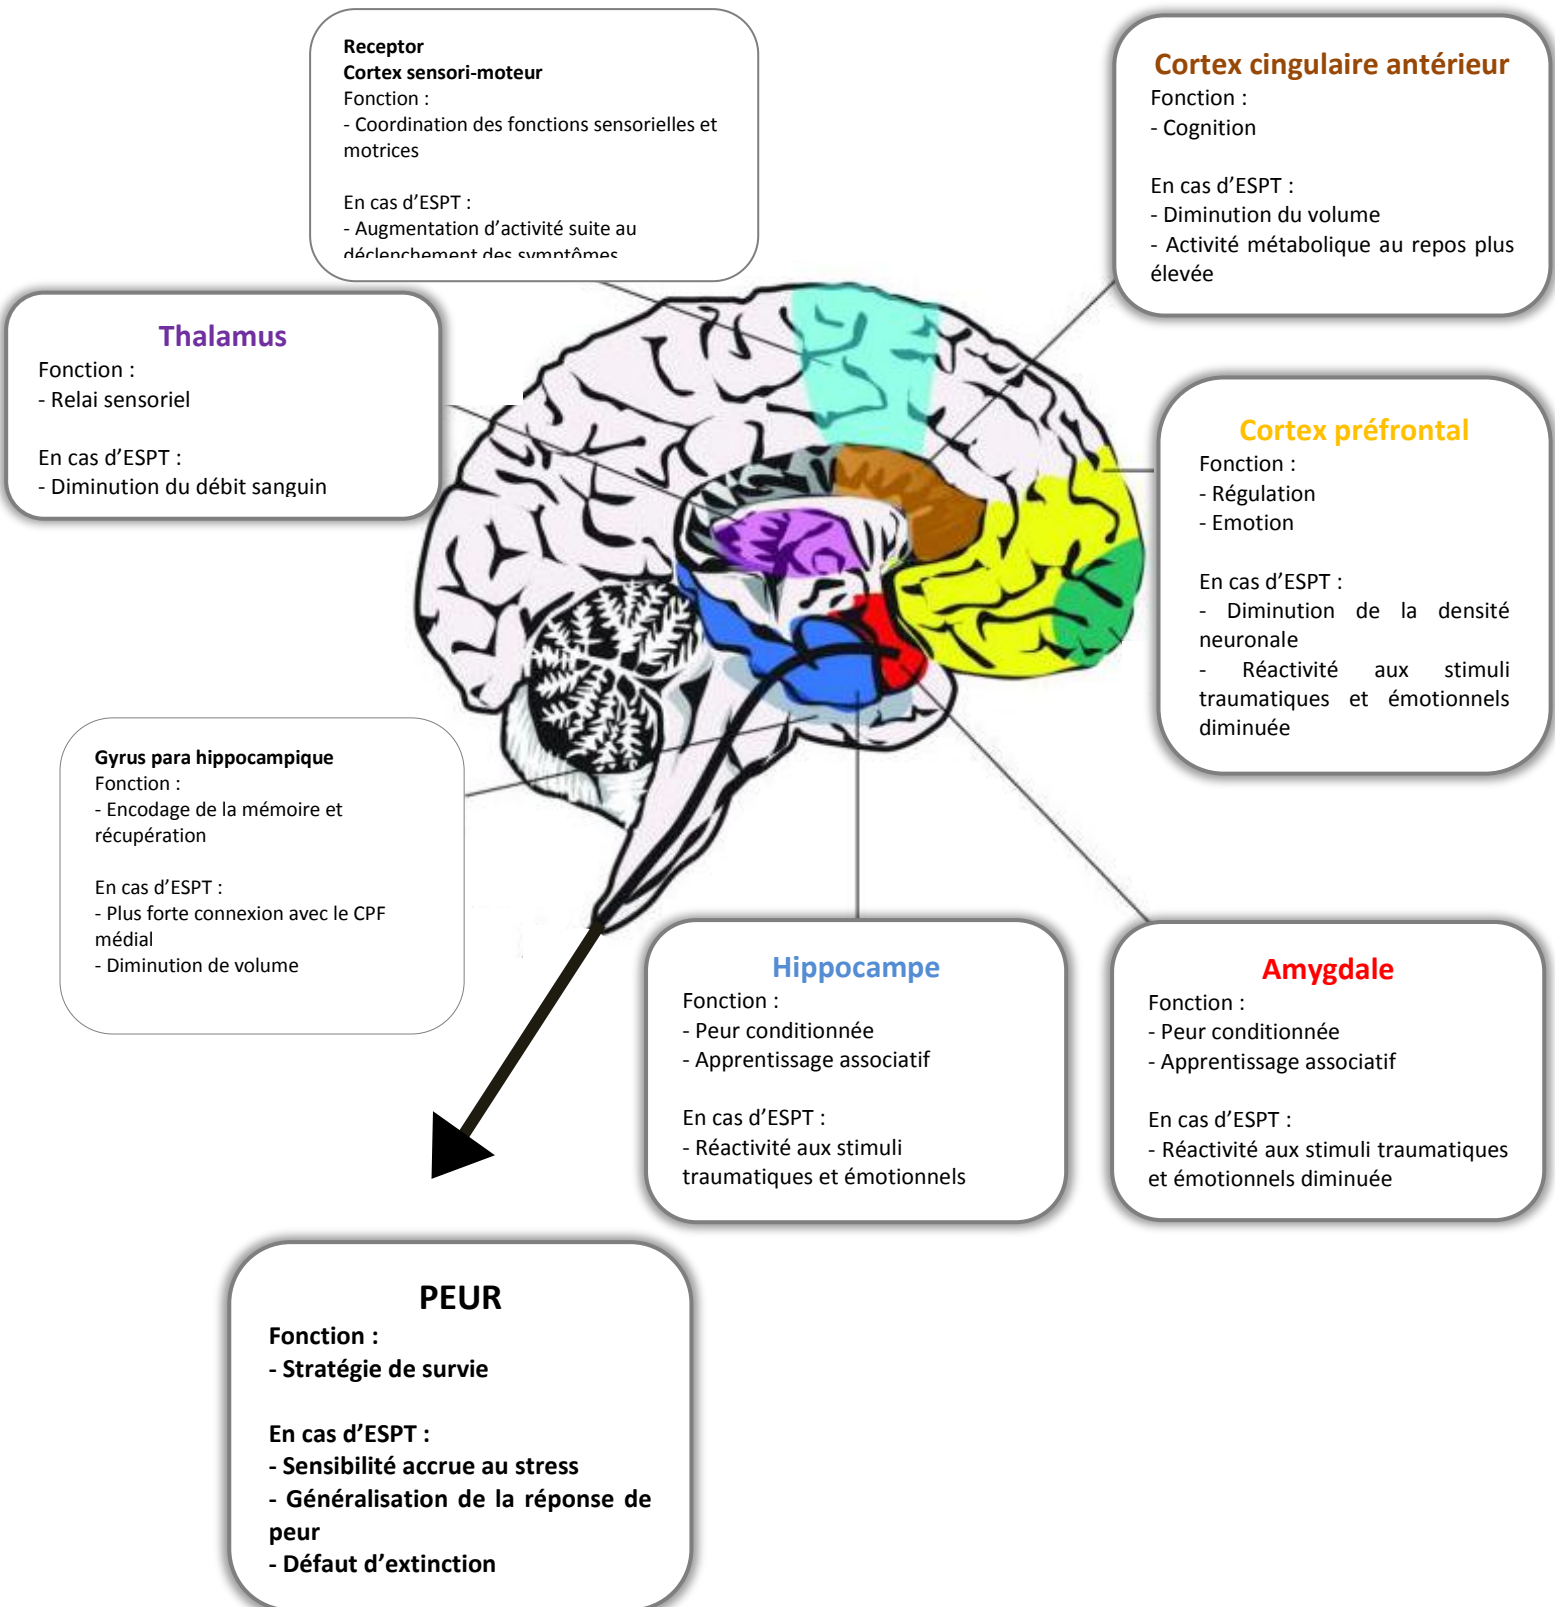 Receptor
Cortex sensori-moteur
Fonction :
- Coordination des fonctions sensorielles et
motrices
En cas d’ESPT :
- Augmentation d’activité suite au
déclenchement des symptômes
Cortex cingulaire antérieur
Fonction :
- Cognition
En cas d’ESPT :
- Diminution du volume
- Activité métabolique au repos plus
élevée
Thalamus
Fonction :
- Relai sensoriel
En cas d’ESPT :
- Diminution du débit sanguin
Cortex préfrontal
Fonction :
- Régulation
- Emotion
En cas d’ESPT :
- Diminution de la densité
neuronale
- Réactivité aux stimuli
traumatiques et émotionnels
diminuée
Gyrus para hippocampique
Fonction :
- Encodage de la mémoire et
récupération
En cas d’ESPT :
- Plus forte connexion avec le CPF
médial
- Diminution de volume
Hippocampe
Fonction :
- Peur conditionnée
- Apprentissage associatif
En cas d’ESPT :
- Réactivité aux stimuli
traumatiques et émotionnels
Amygdale
Fonction :
- Peur conditionnée
- Apprentissage associatif
En cas d’ESPT :
- Réactivité aux stimuli traumatiques
et émotionnels diminuée
PEUR
Fonction :
- Stratégie de survie
En cas d’ESPT :
- Sensibilité accrue au stress
- Généralisation de la réponse de
peur
- Défaut d’extinction